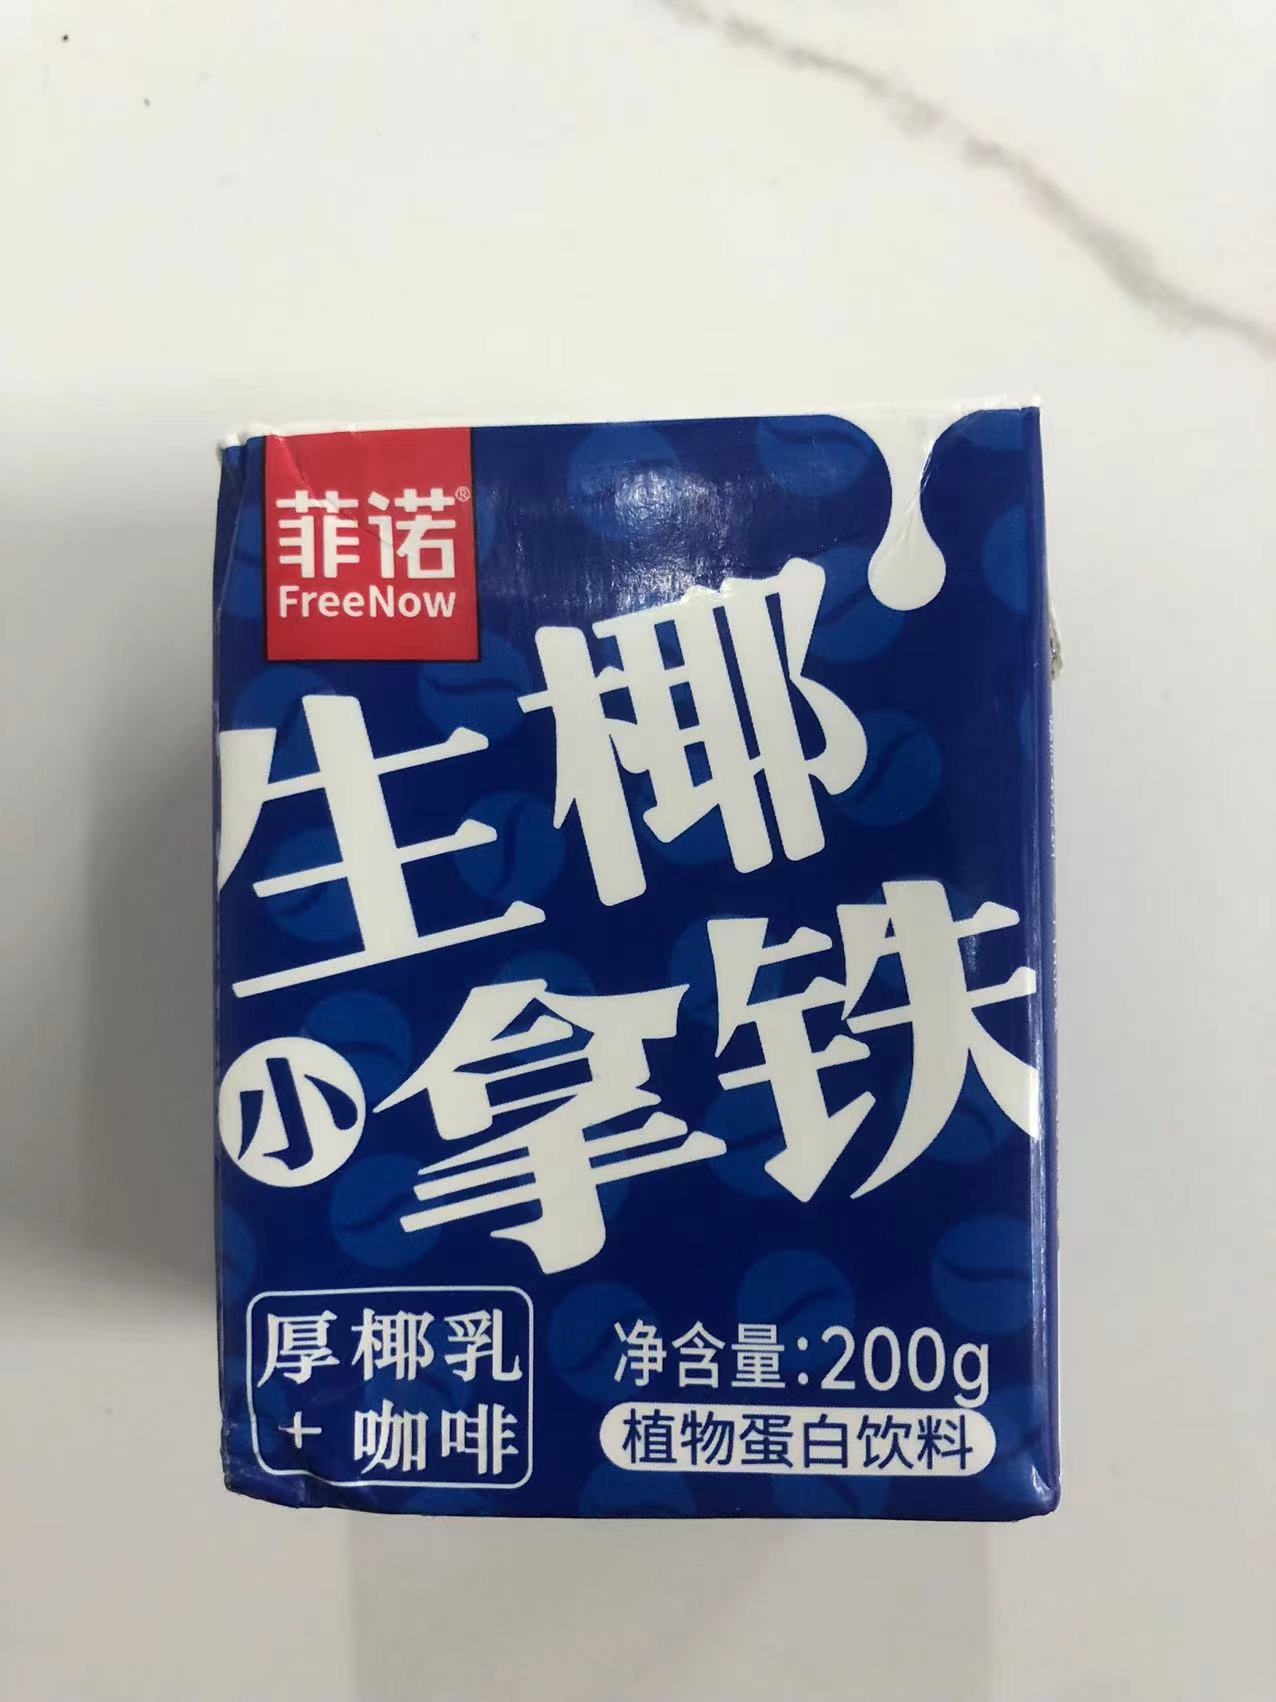 菲诺®
FreeNow
生椰
小拿铁
厚椰乳
+咖啡
净含量:200g
植物蛋白饮料